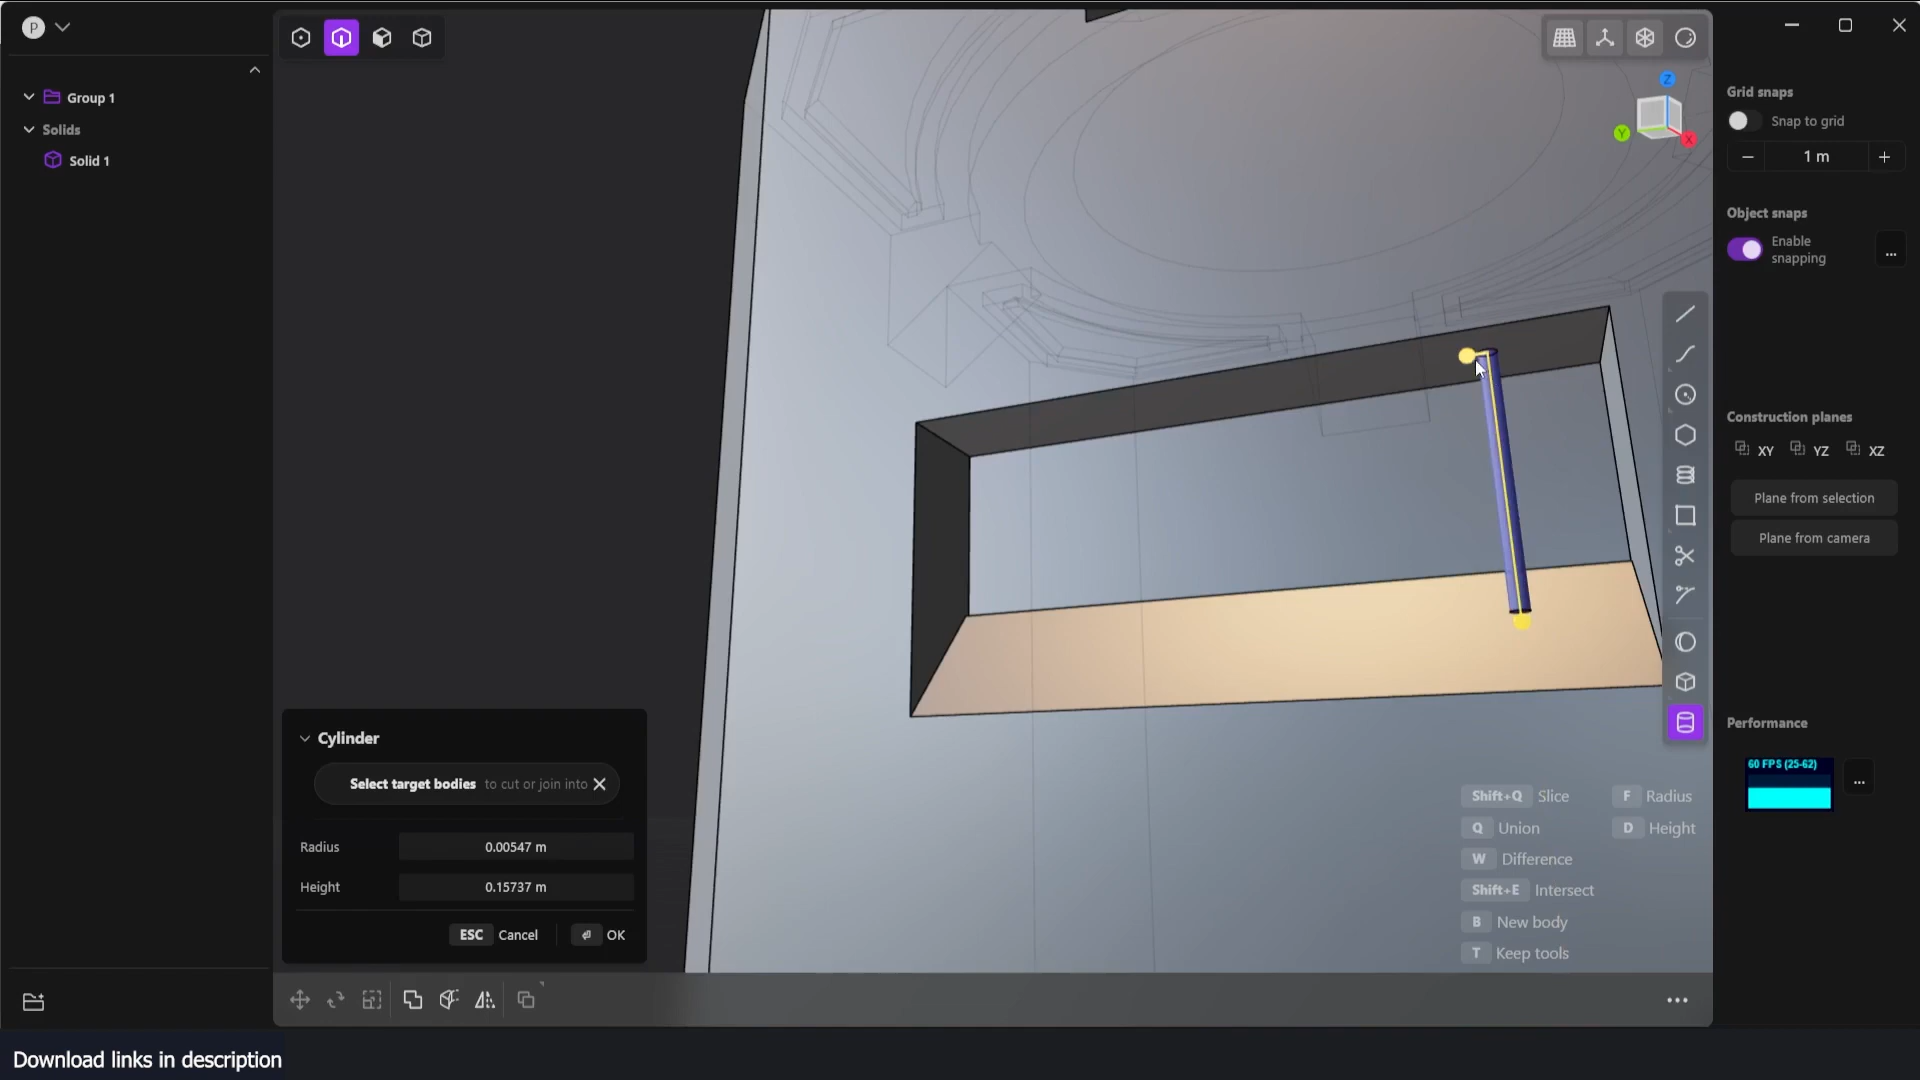 P
Group 1
Solids
Solid 1
Z
Y
X
Grid snaps
Snap to grid
1 m
Object snaps
Enable
snapping
...
Construction planes
XY YZ XZ
Plane from selection
Plane from camera
Performance
60 FPS (25-62)
...
Cylinder
Select target bodies to cut or join into
Radius 0.00547 m
Height 0.15737 m
ESC Cancel OK
Shift+Q Slice F Radius
Q Union D Height
W Difference
Shift+E Intersect
B New body
T Keep tools
Download links in description